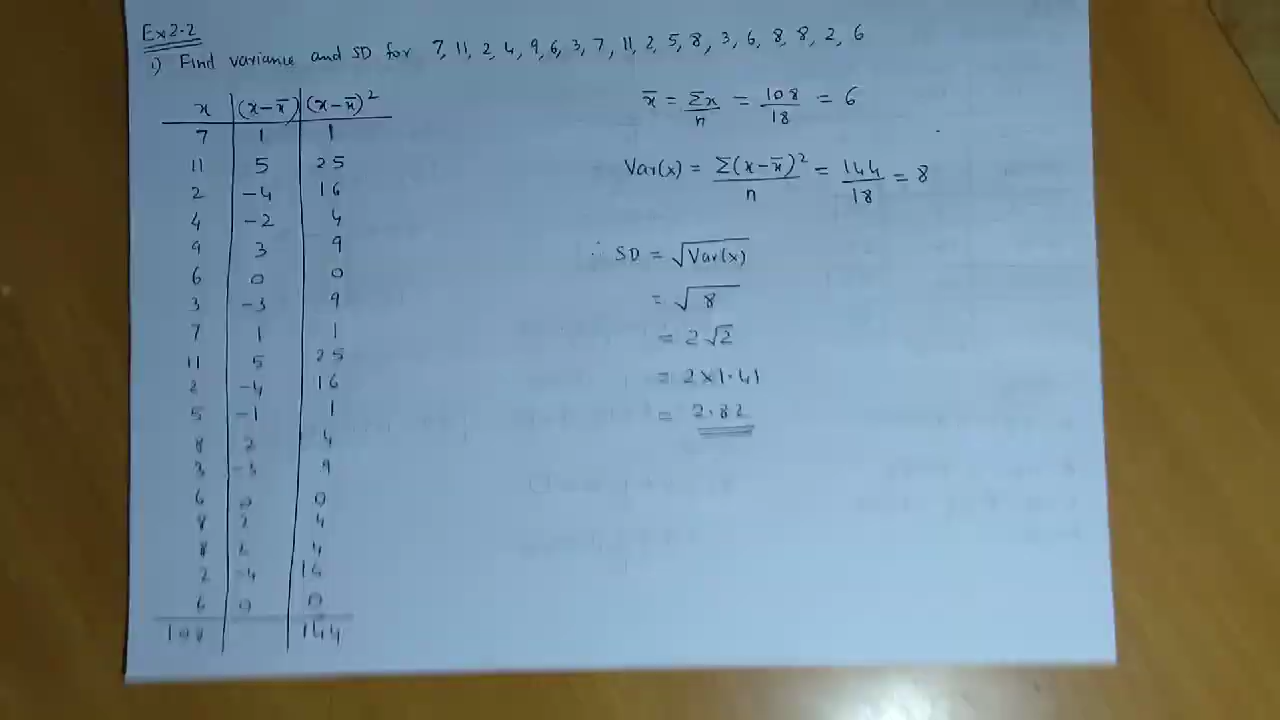 Ex 2.2
1) Find variance and SD for 7, 11, 2, 4, 9, 6, 3, 7, 11, 2, 5, 8, 3, 6, 8, 8, 2, 6
x | (x-x̄) | (x-x̄)²
7 | 1 | 1
11 | 5 | 25
2 | -4 | 16
4 | -2 | 4
9 | 3 | 9
6 | 0 | 0
3 | -3 | 9
7 | 1 | 1
11 | 5 | 25
2 | -4 | 16
5 | -1 | 1
8 | 2 | 4
3 | -3 | 9
6 | 0 | 0
8 | 2 | 4
8 | 2 | 4
2 | -4 | 16
6 | 0 | 0
108 | | 144
x̄ = Σx/n = 108/18 = 6
Var(x) = Σ(x-x̄)²/n = 144/18 = 8
∴ SD = √Var(x)
= √8
= 2√2
= 2×1.41
= 2.82